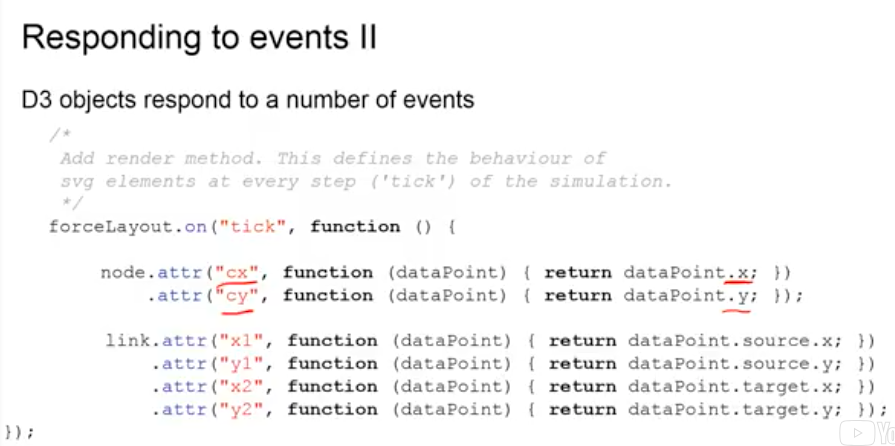 Responding to events II
D3 objects respond to a number of events
/*
Add render method. This defines the behaviour of
svg elements at every step ('tick') of the simulation.
*/
forceLayout.on("tick", function () {
node.attr("cx", function (dataPoint) { return dataPoint.x; })
.attr("cy", function (dataPoint) { return dataPoint.y; });
link.attr("x1", function (dataPoint) { return dataPoint.source.x; })
.attr("y1", function (dataPoint) { return dataPoint.source.y; })
.attr("x2", function (dataPoint) { return dataPoint.target.x; })
.attr("y2", function (dataPoint) { return dataPoint.target.y; });
});